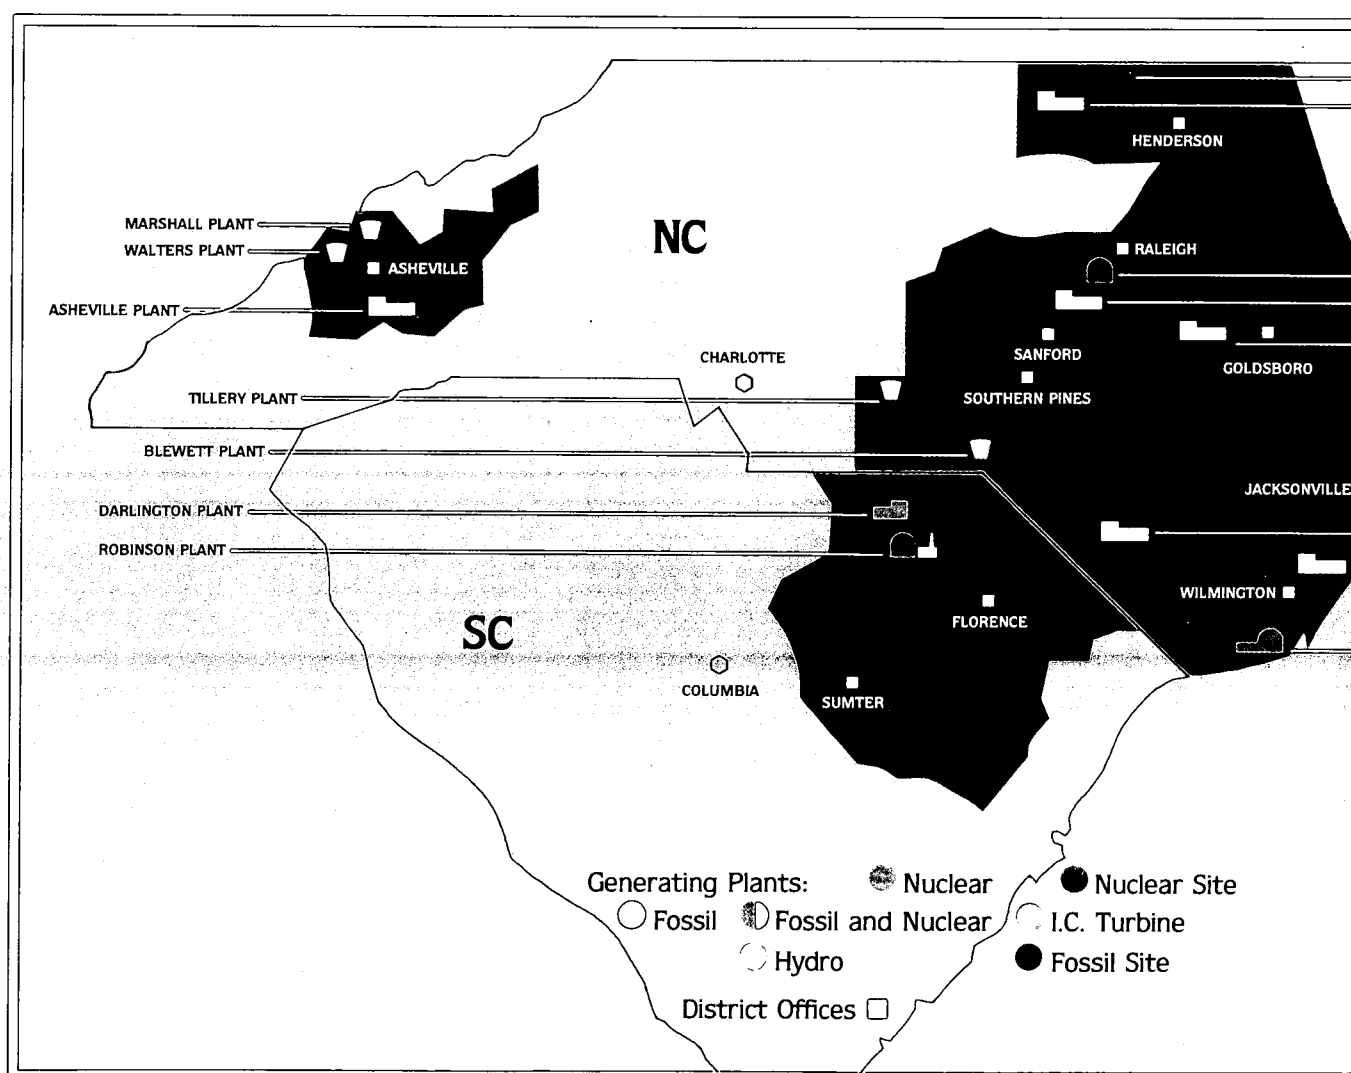 HENDERSON
MARSHALL PLANT
NC
RALEIGH
WALTERS PLANT
ASHEVILLE
ASHEVILLE PLANT
SANFORD
GOLDSBORO
CHARLOTTE
TILLERY PLANT
SOUTHERN PINES
BLEWETT PLANT
JACKSONVILLE
DARLINGTON PLANT
ROBINSON PLANT
WILMINGTON
FLORENCE
SC
COLUMBIA
SUMTER
Generating Plants: Nuclear Nuclear Site
Fossil Fossil and Nuclear I.C. Turbine
Hydro Fossil Site
District Offices